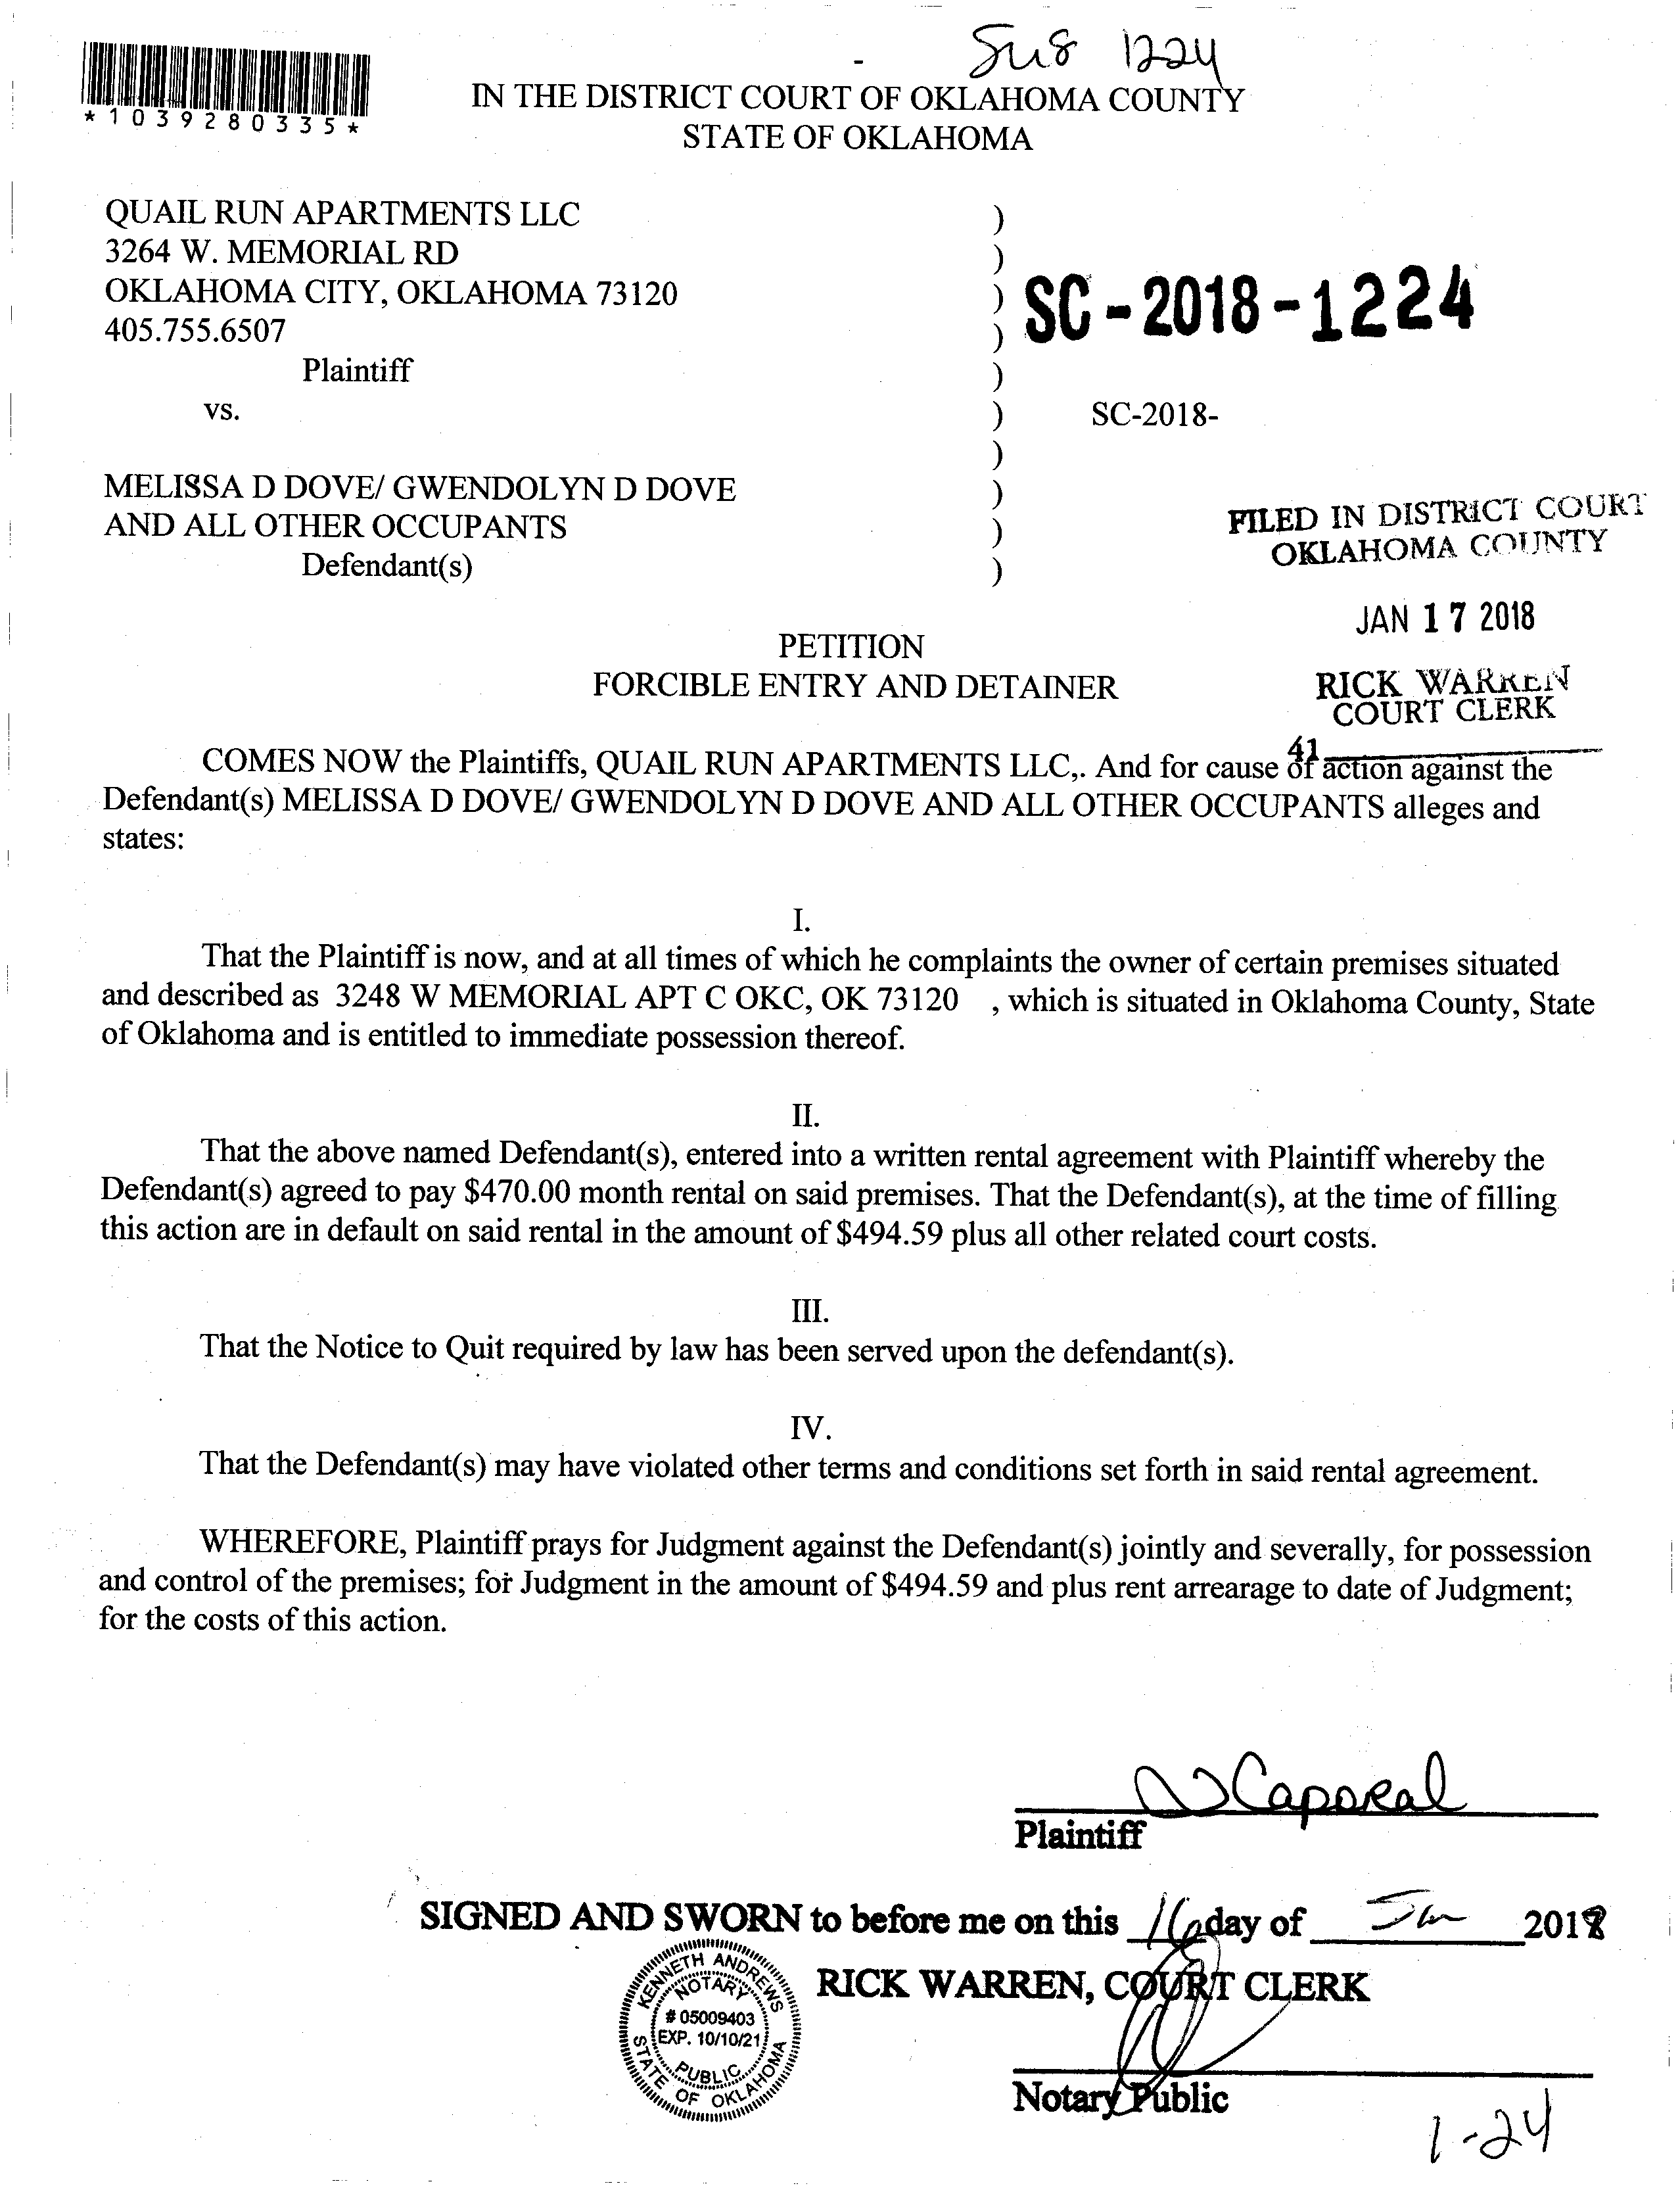 1224
*1039280335*
IN THE DISTRICT COURT OF OKLAHOMA COUNTY
STATE OF OKLAHOMA
QUAIL RUN APARTMENTS LLC )
3264 W. MEMORIAL RD )
OKLAHOMA CITY, OKLAHOMA 73120 ) SC-2018-1224
405.755.6507 )
Plaintiff )
vs. ) SC-2018-
)
MELISSA D DOVE/ GWENDOLYN D DOVE )
AND ALL OTHER OCCUPANTS )
Defendant(s) )
FILED IN DISTRICT COURT
OKLAHOMA COUNTY
JAN 17 2018
RICK WARREN
COURT CLERK
41
PETITION
FORCIBLE ENTRY AND DETAINER
COMES NOW the Plaintiffs, QUAIL RUN APARTMENTS LLC,. And for cause of action against the
Defendant(s) MELISSA D DOVE/ GWENDOLYN D DOVE AND ALL OTHER OCCUPANTS alleges and
states:
I.
That the Plaintiff is now, and at all times of which he complaints the owner of certain premises situated
and described as 3248 W MEMORIAL APT C OKC, OK 73120 , which is situated in Oklahoma County, State
of Oklahoma and is entitled to immediate possession thereof.
II.
That the above named Defendant(s), entered into a written rental agreement with Plaintiff whereby the
Defendant(s) agreed to pay $470.00 month rental on said premises. That the Defendant(s), at the time of filling
this action are in default on said rental in the amount of $494.59 plus all other related court costs.
III.
That the Notice to Quit required by law has been served upon the defendant(s).
IV.
That the Defendant(s) may have violated other terms and conditions set forth in said rental agreement.
WHEREFORE, Plaintiff prays for Judgment against the Defendant(s) jointly and severally, for possession
and control of the premises; for Judgment in the amount of $494.59 and plus rent arrearage to date of Judgment;
for the costs of this action.
Caporal
Plaintiff
SIGNED AND SWORN to before me on this 16 day of Jan 2018
KENNETH ANDREWS
NOTARY
# 05009403
EXP. 10/10/21
PUBLIC
STATE OF OKLAHOMA
RICK WARREN, COURT CLERK
Notary Public
1-24